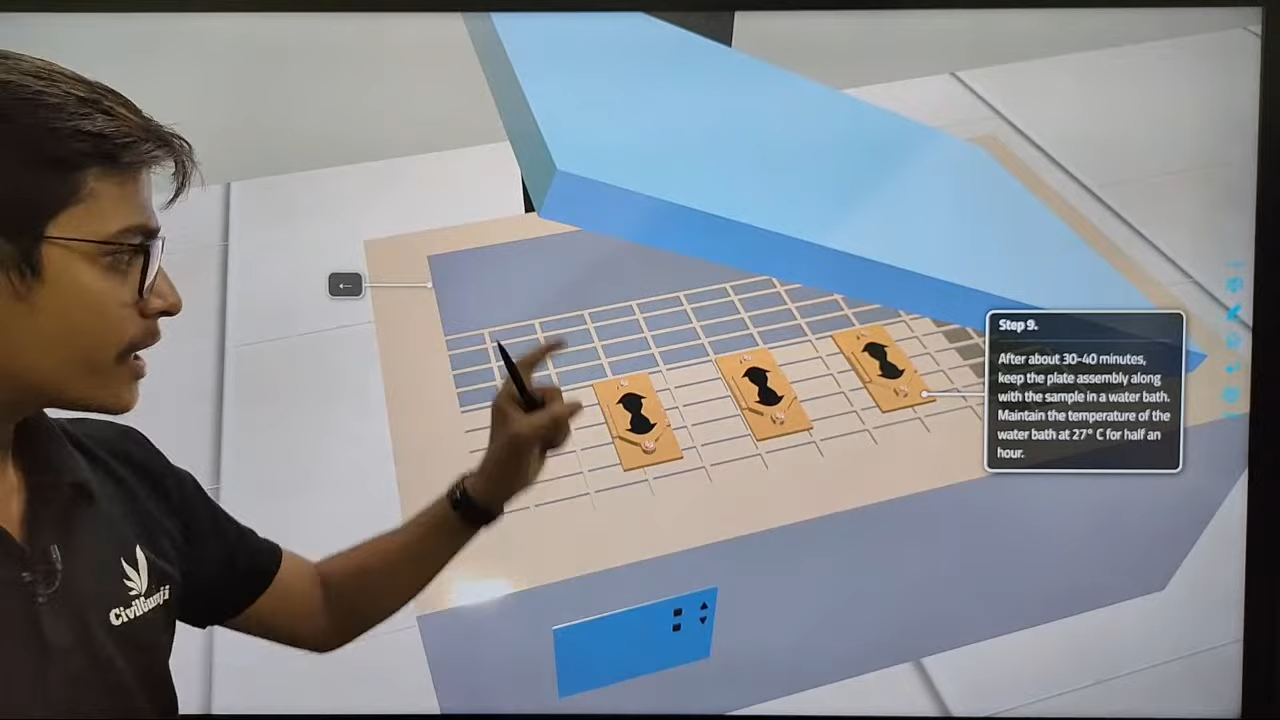 ←
Step 9.
After about 30-40 minutes,
keep the plate assembly along
with the sample in a water bath.
Maintain the temperature of the
water bath at 27° C for half an
hour.
CivilGuruji